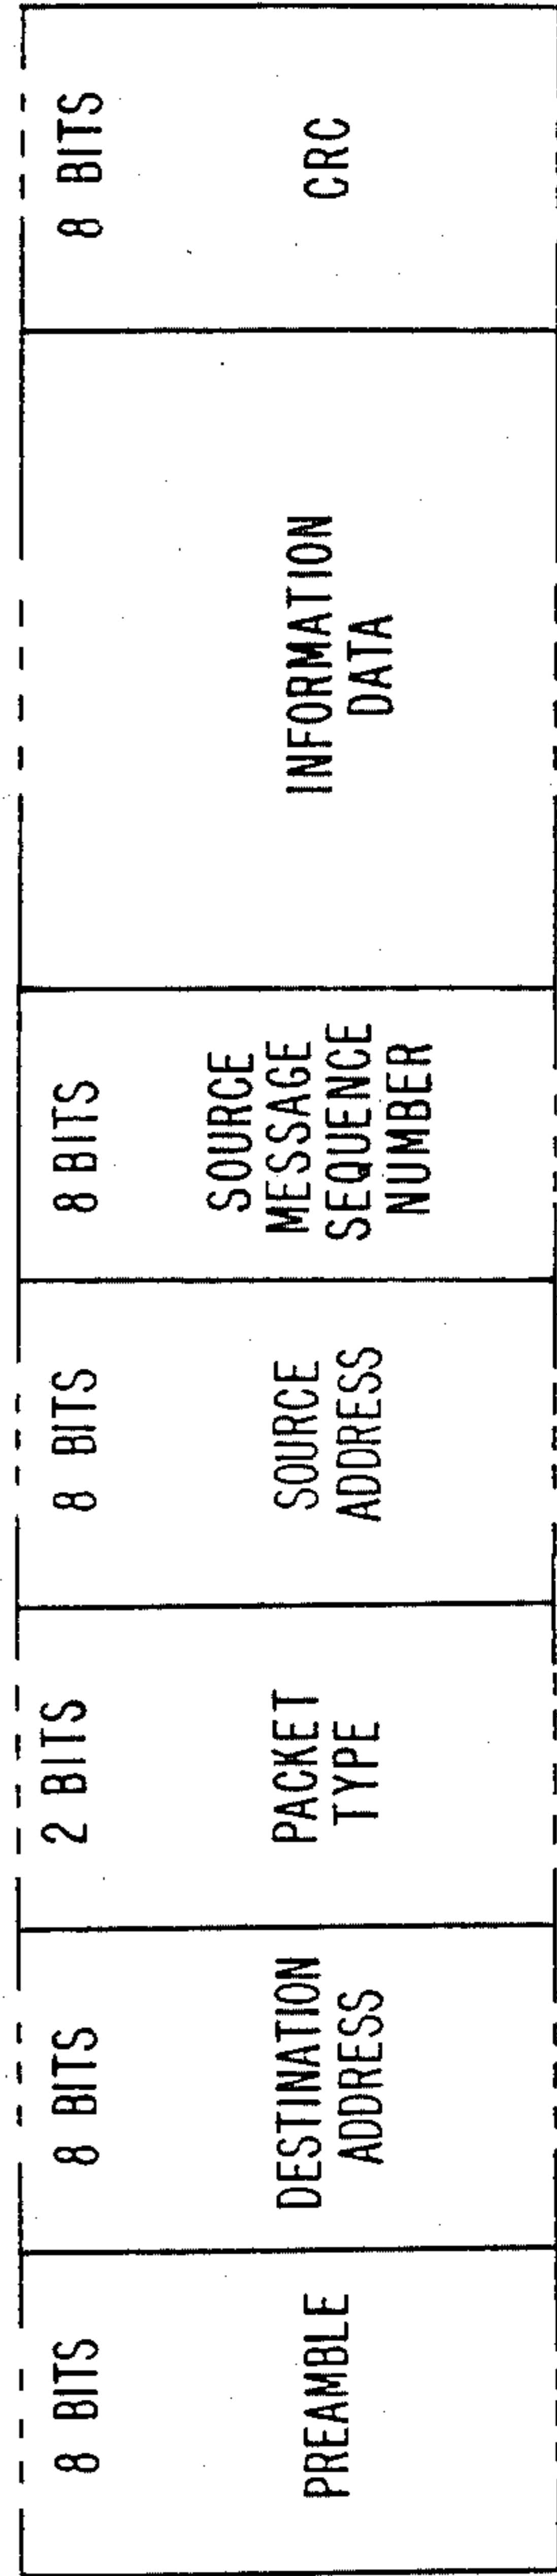 8 BITS
PREAMBLE
8 BITS
DESTINATION
ADDRESS
2 BITS
PACKET
TYPE
8 BITS
SOURCE
ADDRESS
8 BITS
SOURCE
MESSAGE
SEQUENCE
NUMBER
INFORMATION
DATA
8 BITS
CRC